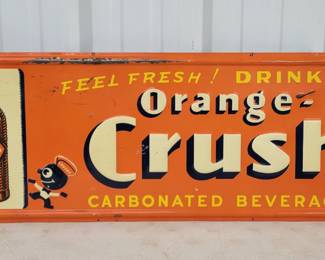 FEEL FRESH! DRINK
Orange-
Crush
CARBONATED BEVERAG